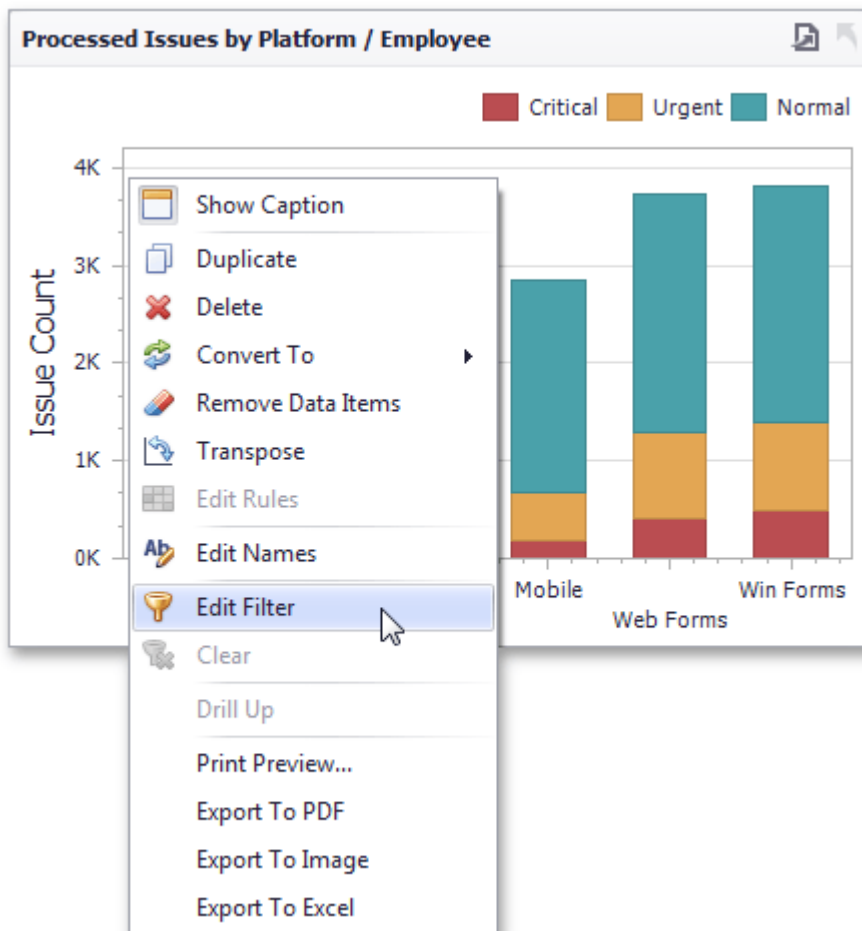 Processed Issues by Platform / Employee
Critical Urgent Normal
4K
3K
2K
1K
0K
Issue Count
Mobile
Web Forms
Win Forms
Show Caption
Duplicate
Delete
Convert To
Remove Data Items
Transpose
Edit Rules
Ab
Edit Names
Edit Filter
Clear
Drill Up
Print Preview...
Export To PDF
Export To Image
Export To Excel